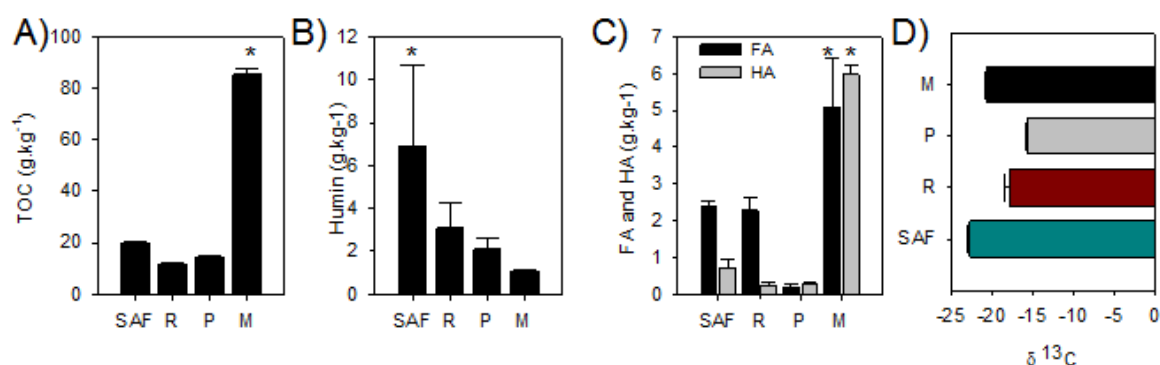 A)
TOC (g.kg-1)
100
80
60
40
20
0
*
SAF R P M
B)
Humin (g.kg-1)
12
10
8
6
4
2
0
*
SAF R P M
C)
FA and HA (g.kg-1)
7
6
5
4
3
2
1
0
FA
HA
* *
SAF R P M
D)
M
P
R
SAF
-25 -20 -15 -10 -5 0
δ 13C